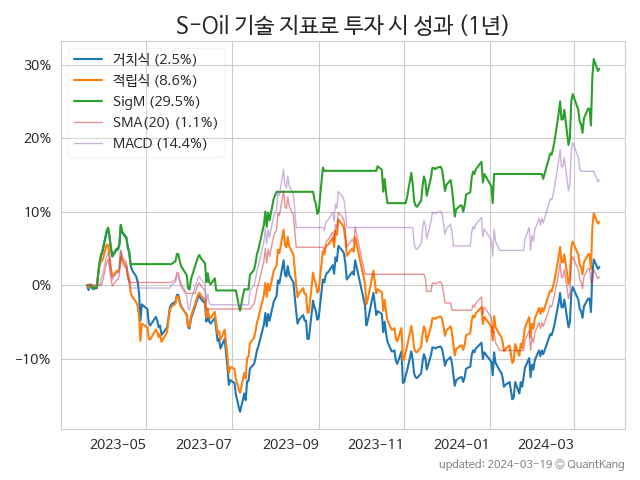 S-Oil 기술 지표로 투자 시 성과 (1년)
거치식 (2.5%)
적립식 (8.6%)
SigM (29.5%)
SMA(20) (1.1%)
MACD (14.4%)
30%
20%
10%
0%
−10%
2023-05 2023-07 2023-09 2023-11 2024-01 2024-03
updated: 2024-03-19 © QuantKang